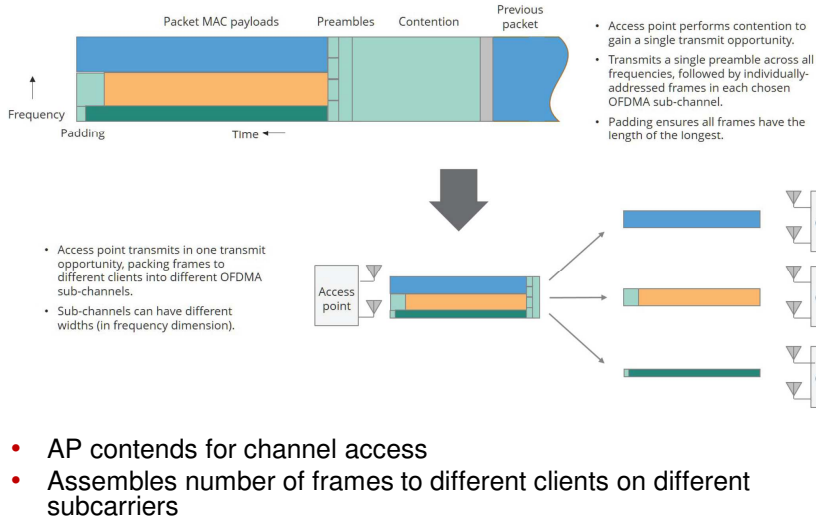 Packet MAC payloads
Preambles
Contention
Previous
packet
Frequency
Padding
Time
• Access point performs contention to
gain a single transmit opportunity.
• Transmits a single preamble across all
frequencies, followed by individually-
addressed frames in each chosen
OFDMA sub-channel.
• Padding ensures all frames have the
length of the longest.
• Access point transmits in one transmit
opportunity, packing frames to
different clients into different OFDMA
sub-channels.
• Sub-channels can have different
widths (in frequency dimension).
Access
point
• AP contends for channel access
• Assembles number of frames to different clients on different
subcarriers